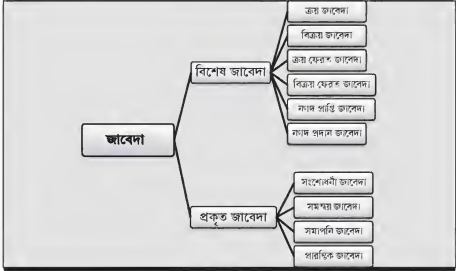 ক্রয় জাবেদা
বিক্রয় জাবেদা
ক্রয় ফেরত জাবেদা
বিশেষ জাবেদা
বিক্রয় ফেরত জাবেদা
নগদ প্রাপ্তি জাবেদা
নগদ প্রদান জাবেদা
জাবেদা
সংশোধনী জাবেদা
সমন্বয় জাবেদা
প্রকৃত জাবেদা
সমাপনি জাবেদা
প্রারম্ভিক জাবেদা